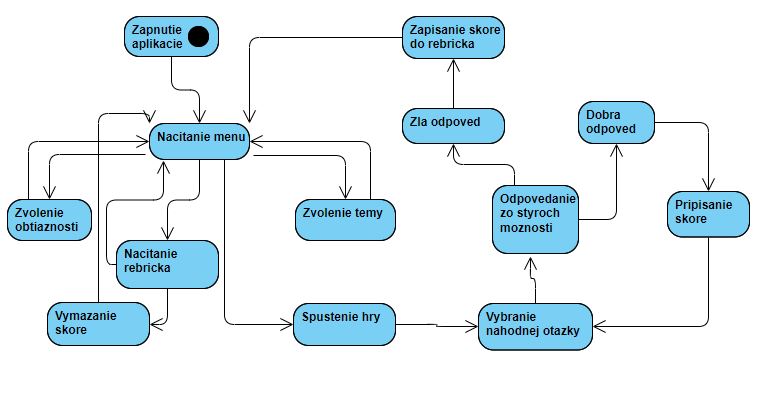 Zapnutie
aplikacie
Zapisanie skore
do rebricka
Nacitanie menu
Zla odpoved
Dobra
odpoved
Zvolenie
obtiaznosti
Zvolenie temy
Odpovedanie
zo styroch
moznosti
Pripisanie
skore
Nacitanie
rebricka
Vymazanie
skore
Spustenie hry
Vybranie
nahodnej otazky